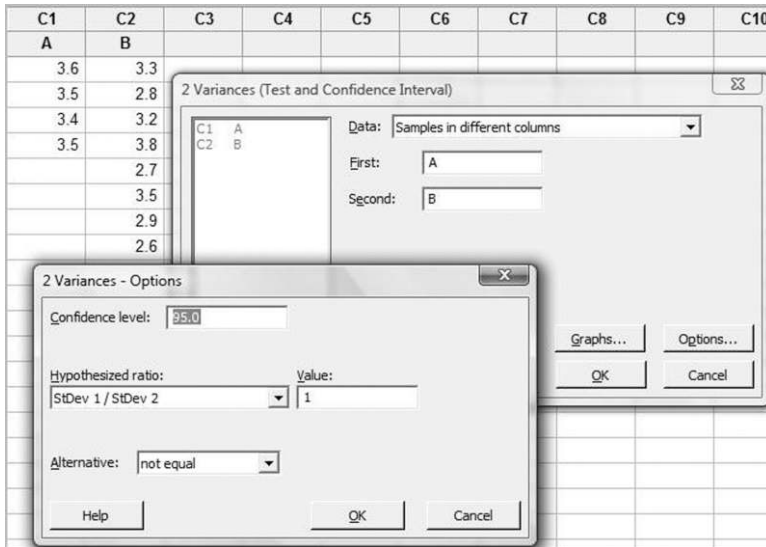 C1 C2 C3 C4 C5 C6 C7 C8 C9 C10
A B
3.6 3.3
3.5 2.8
3.4 3.2
3.5 3.8
2.7
3.5
2.9
2.6
2 Variances (Test and Confidence Interval)
C1 A
C2 B
Data: Samples in different columns
First: A
Second: B
Graphs... Options...
OK Cancel
2 Variances - Options
Confidence level: 95.0
Hypothesized ratio: Value:
StDev 1 / StDev 2 1
Alternative: not equal
Help OK Cancel